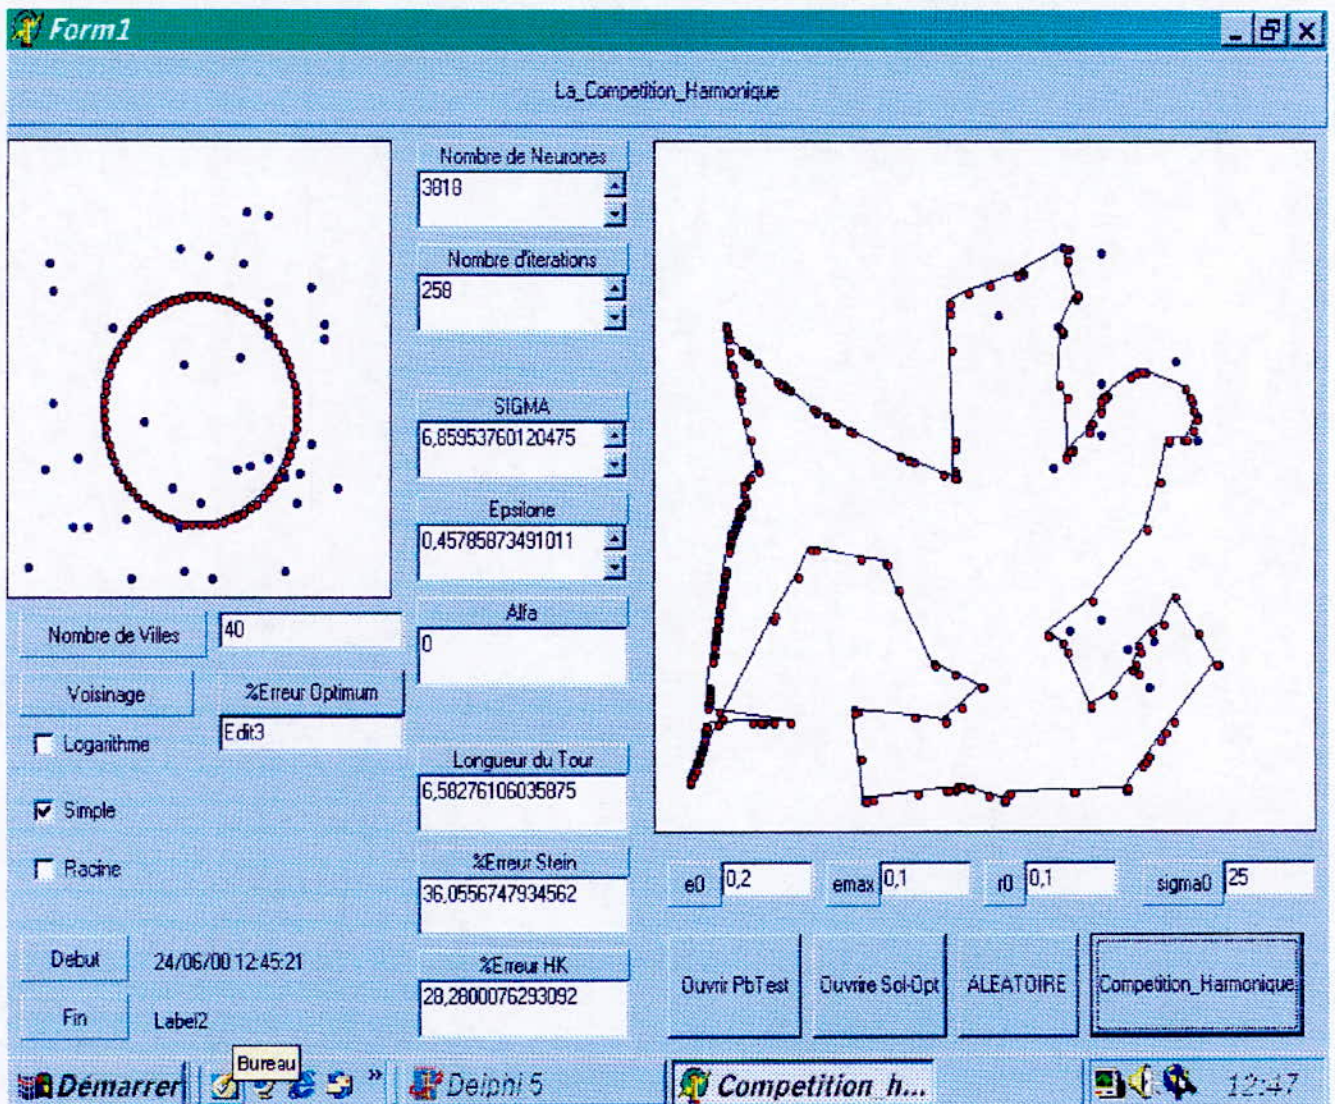 Form1
La_Competition_Harmonique
Nombre de Neurones
3818
Nombre d'iterations
258
SIGMA
6,85953760120475
Epsilone
0,45785873491011
Alfa
0
Nombre de Villes
40
Voisinage
%Erreur Optimum
Edit3
Logarithme
Simple
Racine
Longueur du Tour
6,58276106035875
%Erreur Stein
36,0556747934562
%Erreur HK
28,2800076293092
Debut
24/06/00 12:45:21
Fin
Label2
e0
0,2
emax
0,1
r0
0,1
sigma0
25
Ouvrir PbTest
Ouvrire Sol-Opt
ALEATOIRE
Competition_Harmonique
Bureau
Démarrer
»
Delphi 5
Competition_h...
12:47